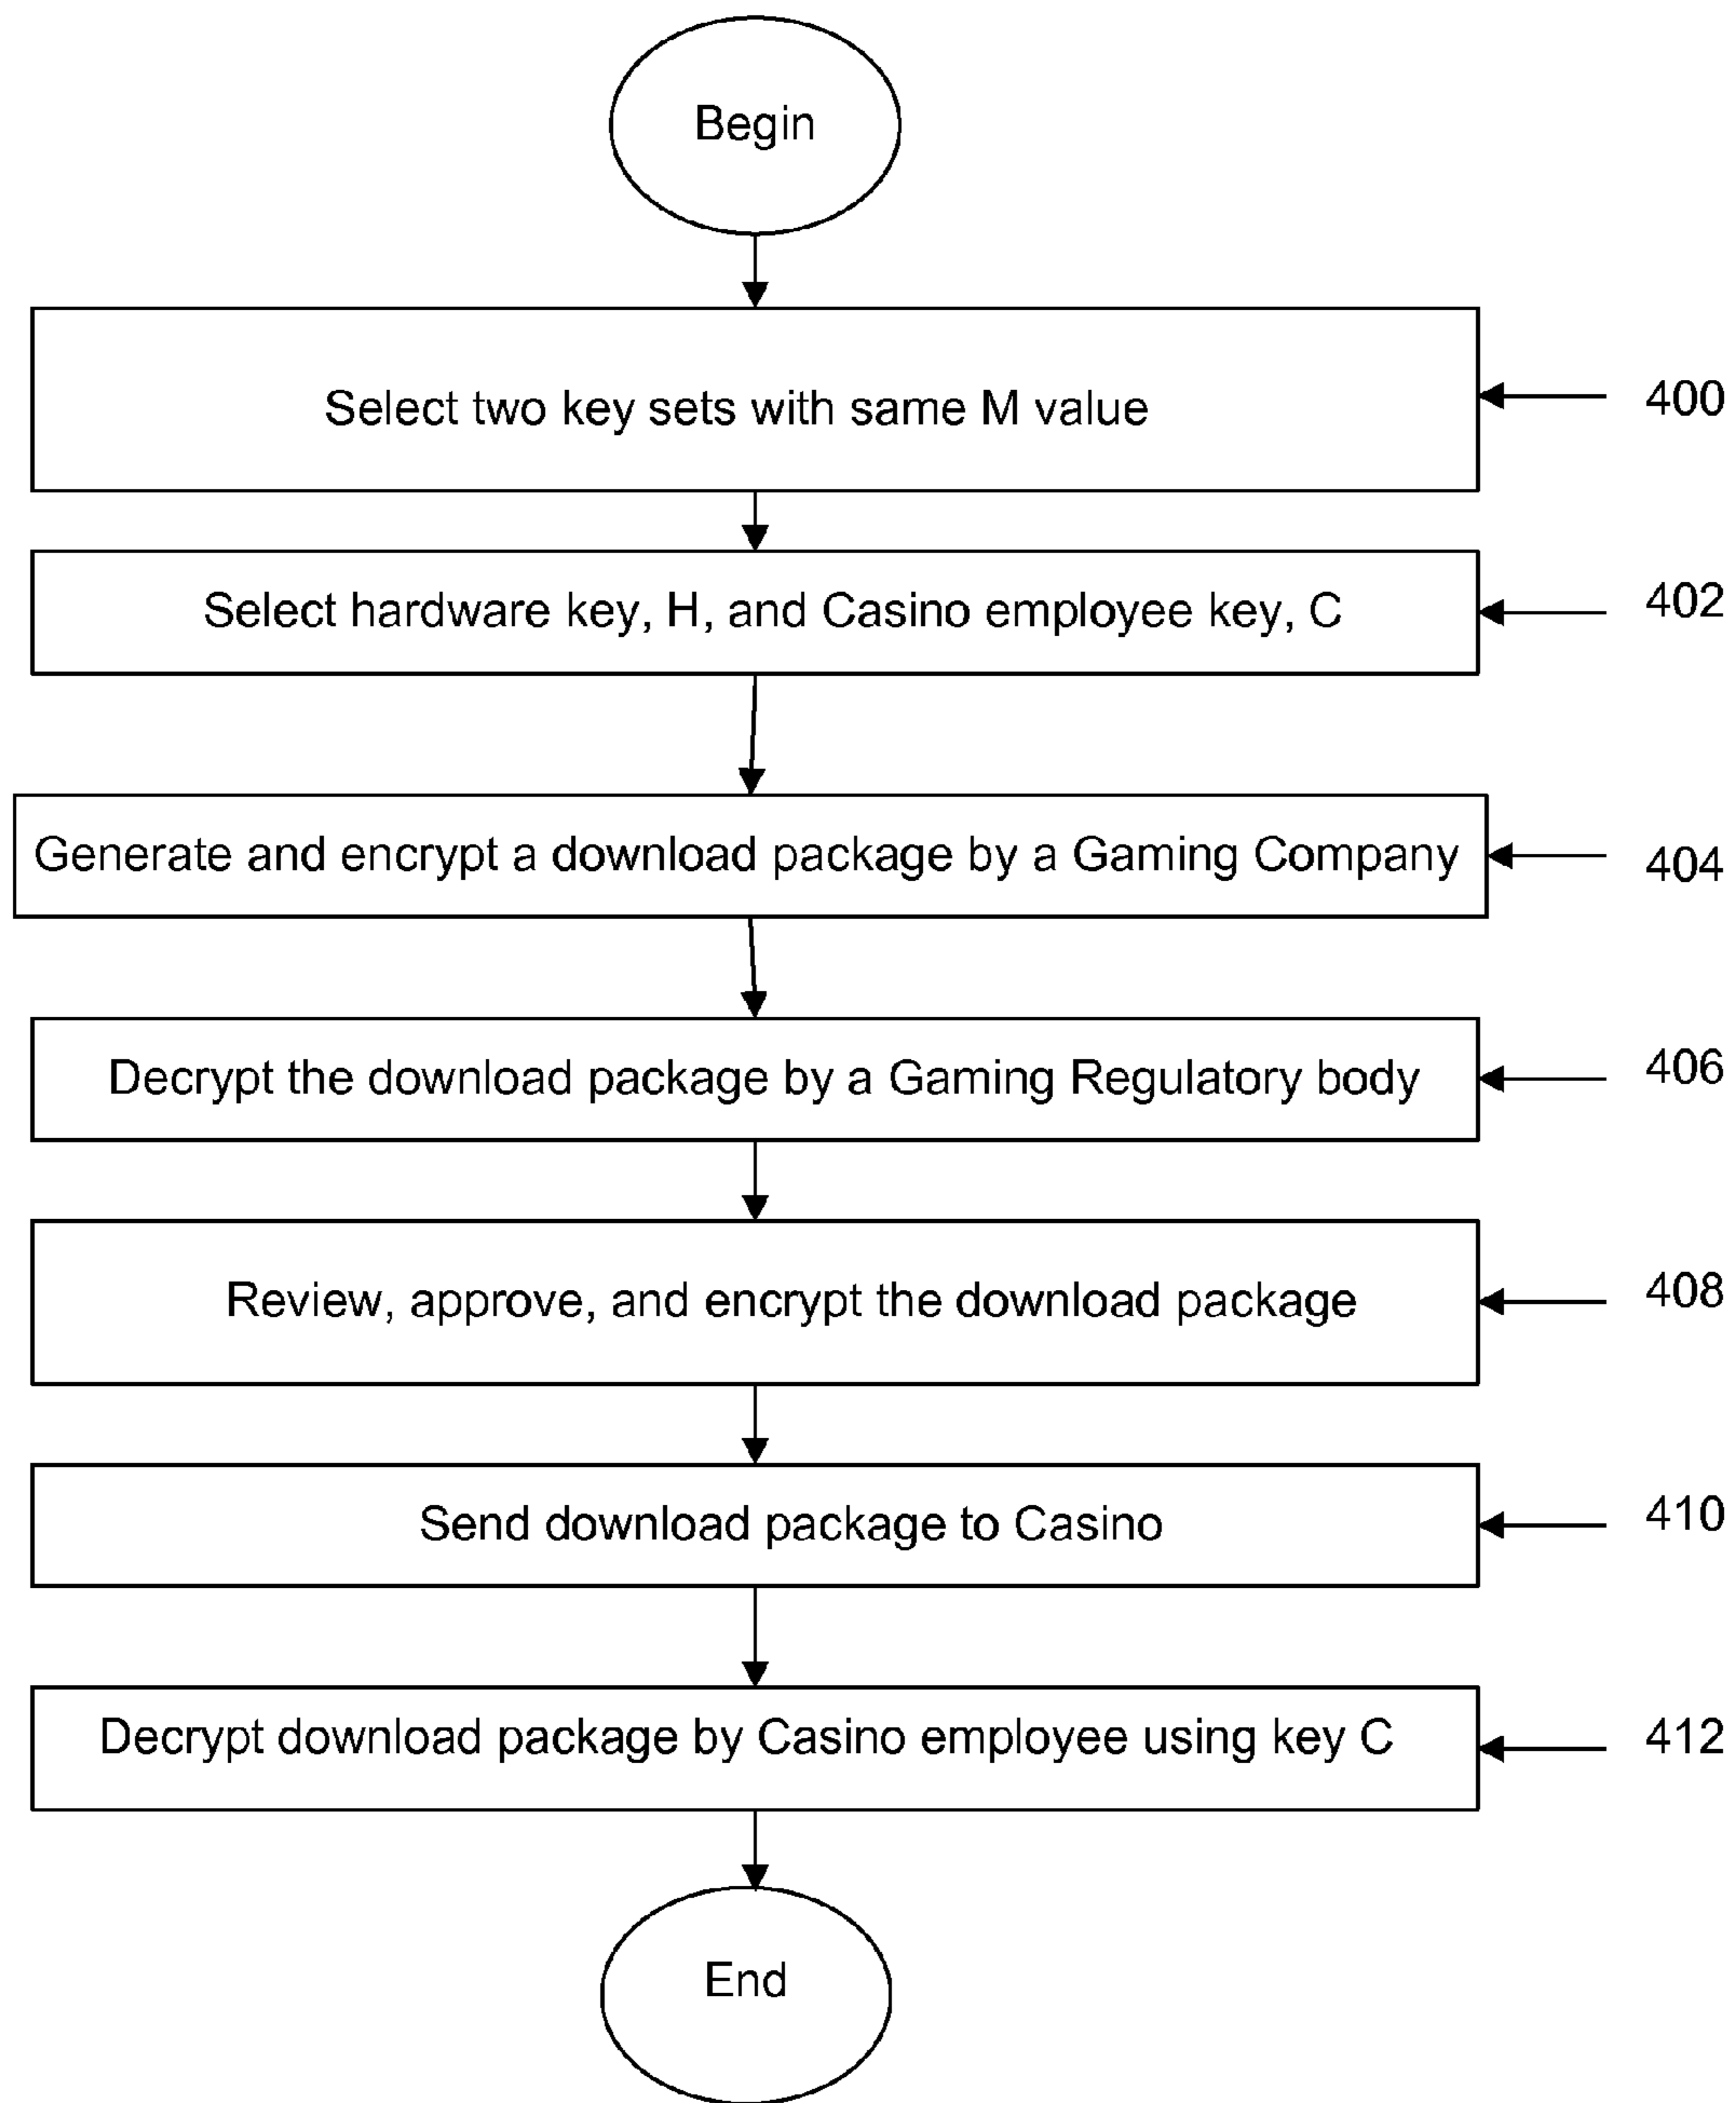 Begin
Select two key sets with same M value
400
Select hardware key, H, and Casino employee key, C
402
Generate and encrypt a download package by a Gaming Company
404
Decrypt the download package by a Gaming Regulatory body
406
Review, approve, and encrypt the download package
408
Send download package to Casino
410
Decrypt download package by Casino employee using key C
412
End